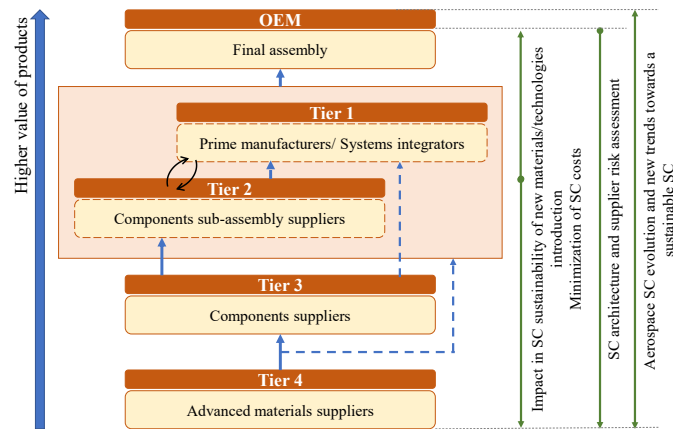 Higher value of products
OEM
Final assembly
Tier 1
Prime manufacturers/ Systems integrators
Tier 2
Components sub-assembly suppliers
Tier 3
Components suppliers
Tier 4
Advanced materials suppliers
Impact in SC sustainability of new materials/technologies
introduction
Minimization of SC costs
SC architecture and supplier risk assessment
Aerospace SC evolution and new trends towards a
sustainable SC